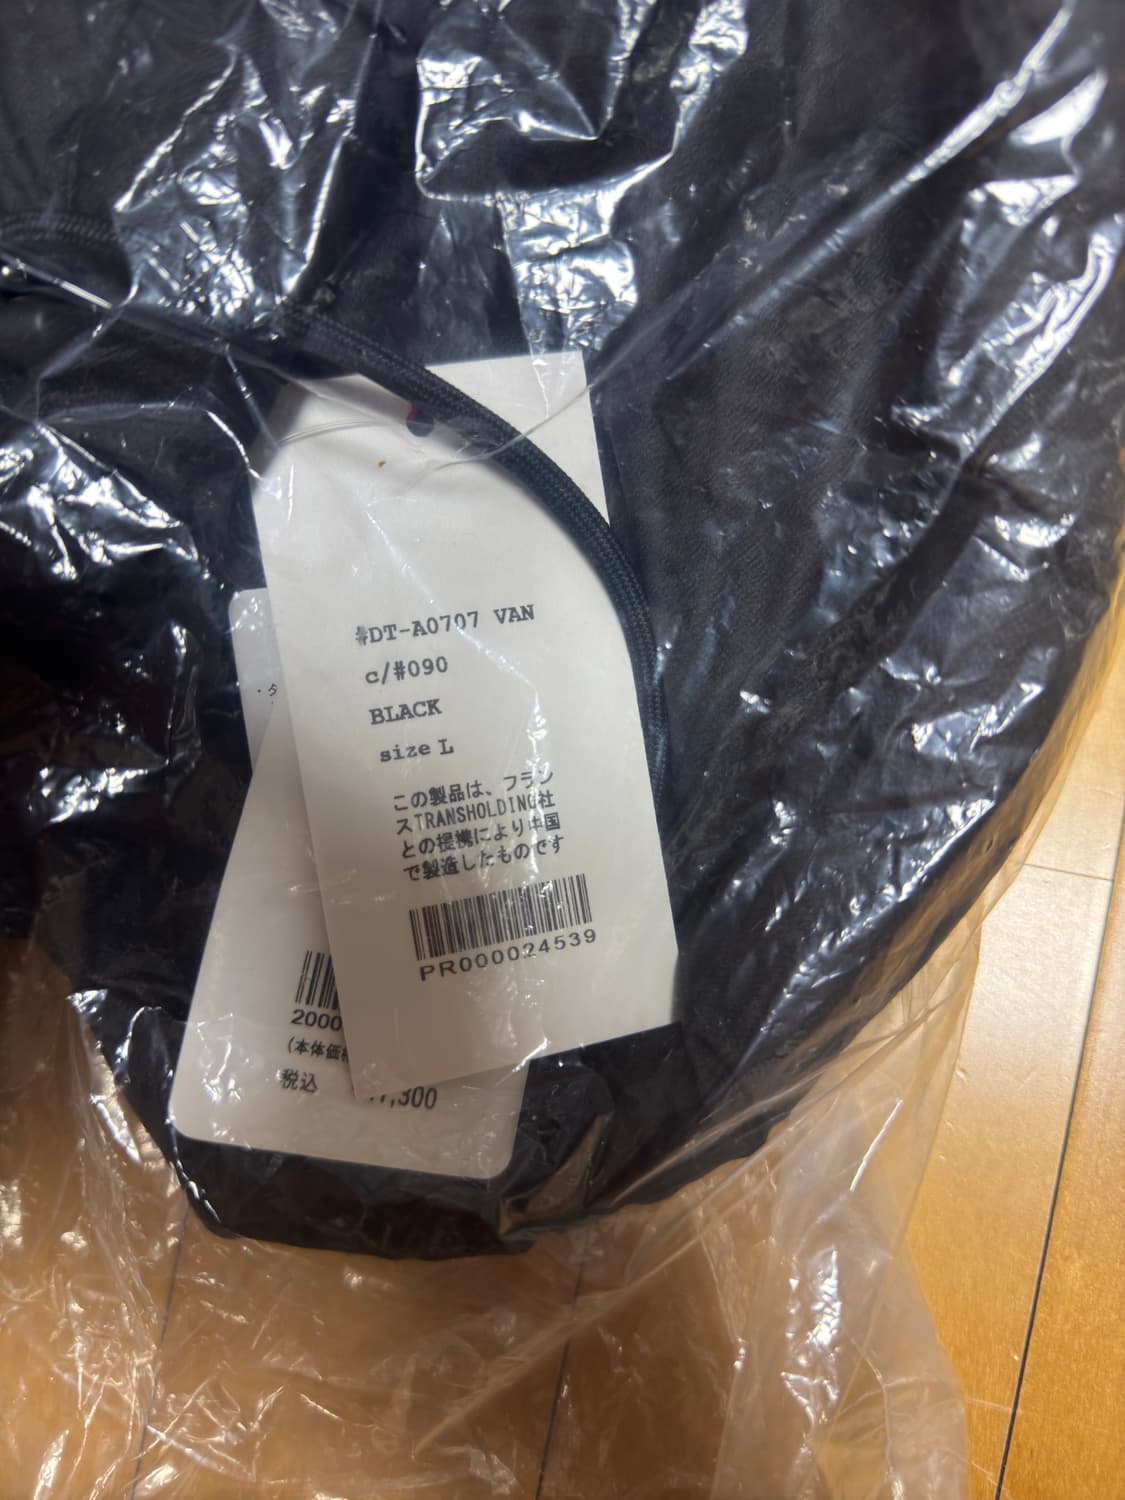 #DT-A0707 VAN
c/#090
BLACK
size L
この製品は、フラン
スTRANSHOLDING社
との提携により中国
で製造したものです
PR000024539
2000
(本体価
税込 7,300